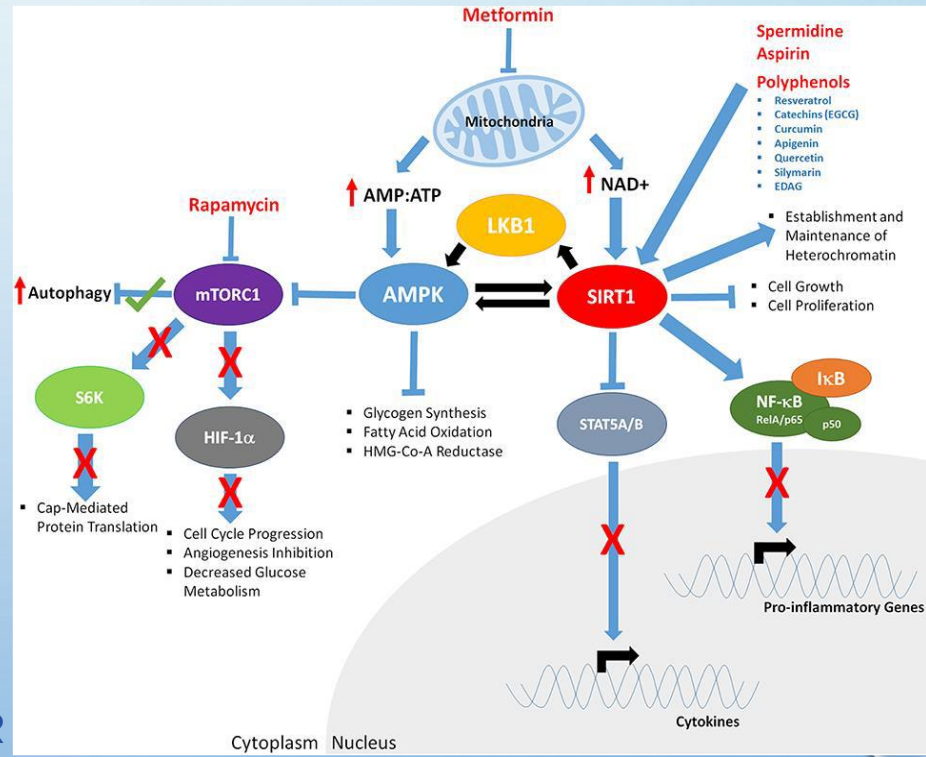 Metformin
Spermidine
Aspirin
Polyphenols
▪ Resveratrol
▪ Catechins (EGCG)
▪ Curcumin
▪ Apigenin
▪ Quercetin
▪ Silymarin
▪ EDAG
Mitochondria
AMP:ATP
NAD+
Rapamycin
LKB1
▪ Establishment and
Maintenance of
Heterochromatin
Autophagy
mTORC1
AMPK
SIRT1
▪ Cell Growth
▪ Cell Proliferation
S6K
HIF-1α
▪ Glycogen Synthesis
▪ Fatty Acid Oxidation
▪ HMG-Co-A Reductase
STAT5A/B
IκB
NF-κB
RelA/p65
p50
X
X
X
X
X
X
▪ Cap-Mediated
Protein Translation
▪ Cell Cycle Progression
▪ Angiogenesis Inhibition
▪ Decreased Glucose
Metabolism
Pro-inflammatory Genes
Cytokines
R
Cytoplasm
Nucleus